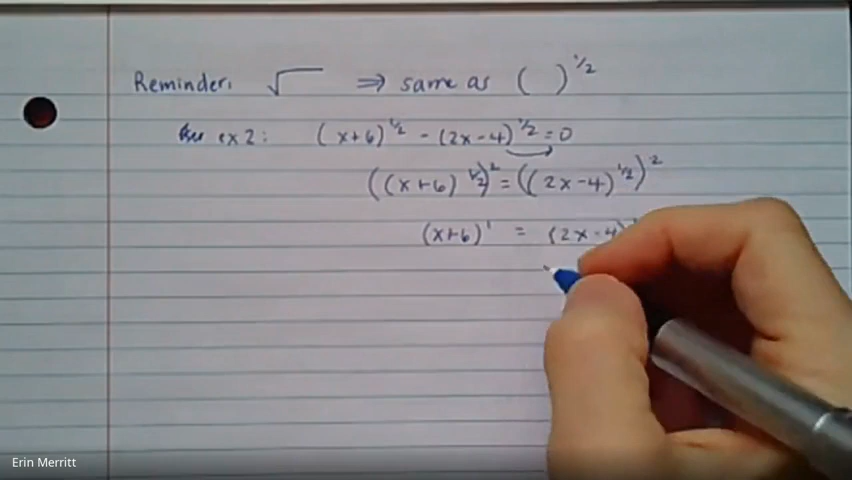 Reminder: √ ⇒ same as ( )^1/2
ex 2: (x+6)^1/2 - (2x-4)^1/2 = 0
((x+6)^1/2)^2 = ((2x-4)^1/2)^2
(x+6)^1 = (2x-4)
Erin Merritt